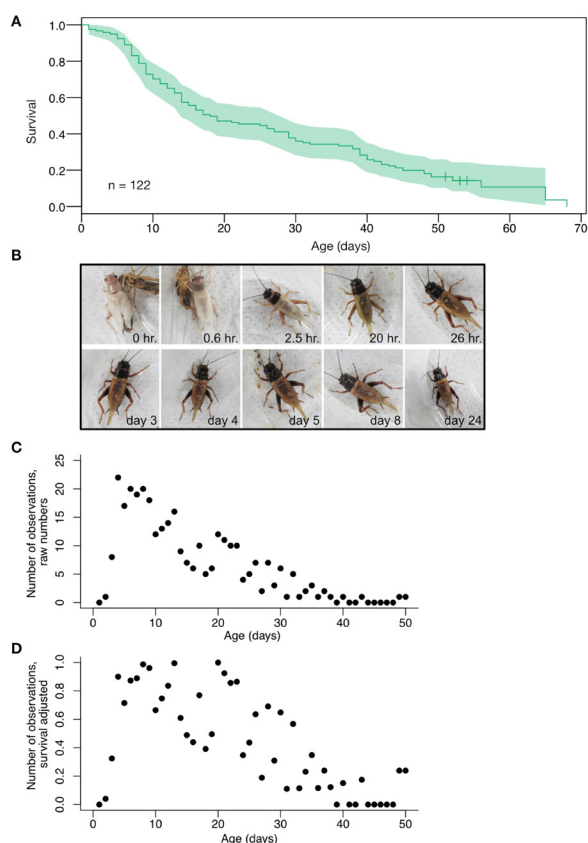 A
1.0
0.8
0.6
0.4
0.2
0.0
Survival
n = 122
0 10 20 30 40 50 60 70
Age (days)
B
0 hr. 0.6 hr. 2.5 hr. 20 hr. 26 hr.
day 3 day 4 day 5 day 8 day 24
C
Number of observations,
raw numbers
25
20
15
10
5
0
0 10 20 30 40 50
Age (days)
D
Number of observations,
survival adjusted
1.0
0.8
0.6
0.4
0.2
0.0
0 10 20 30 40 50
Age (days)